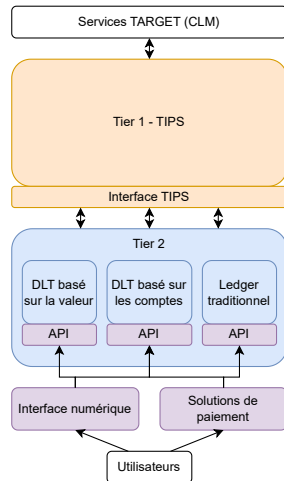 Services TARGET (CLM)
Tier 1 - TIPS
Interface TIPS
Tier 2
DLT basé
sur la valeur
DLT basé sur
les comptes
Ledger
traditionnel
API
API
API
Interface numérique
Solutions de
paiement
Utilisateurs